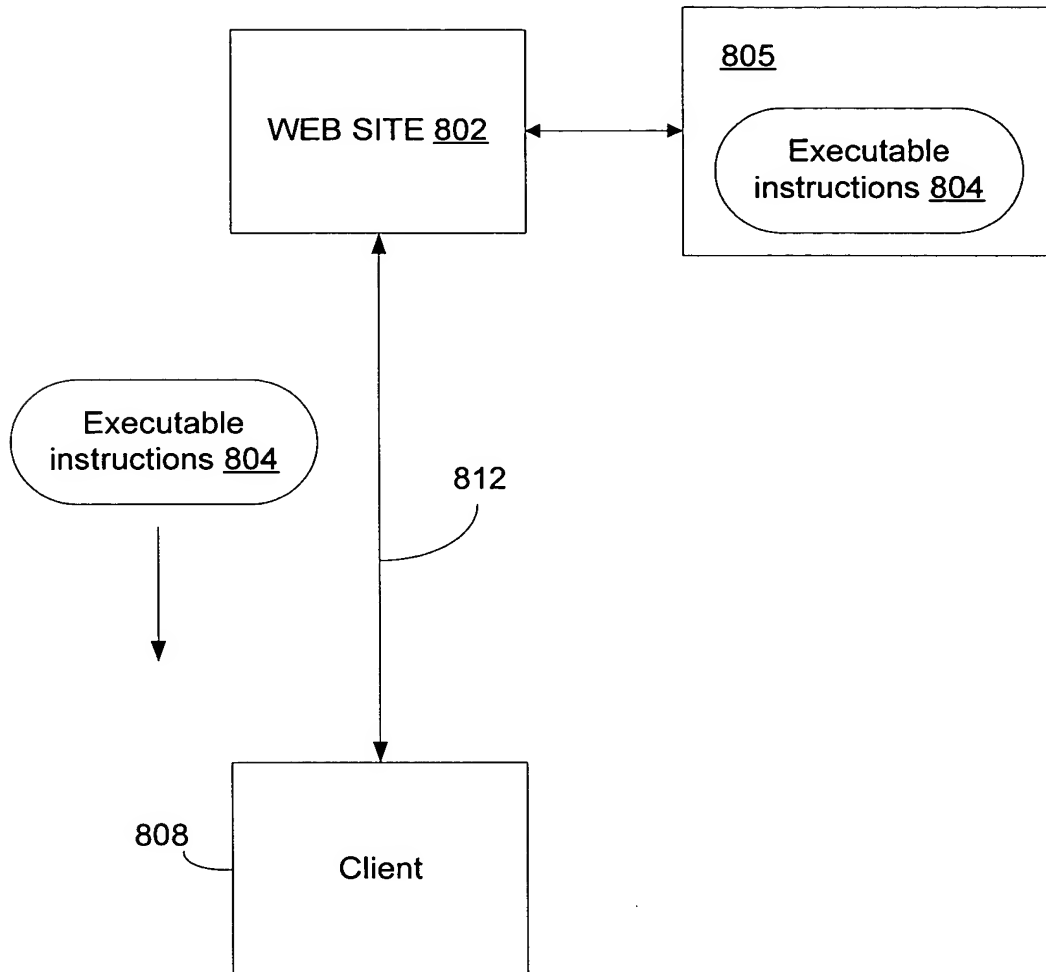 WEB SITE 802
805
Executable
instructions 804
Executable
instructions 804
812
808
Client